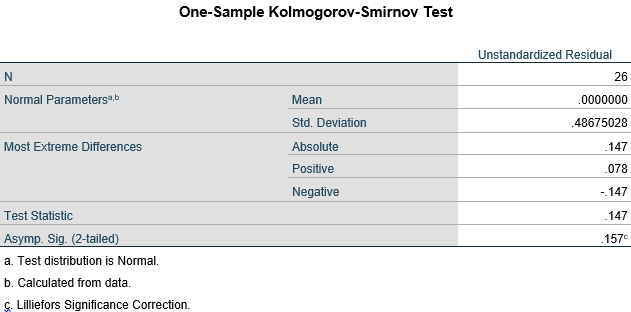 One-Sample Kolmogorov-Smirnov Test
Unstandardized Residual
N 26
Normal Parametersa,b Mean .0000000
Std. Deviation .48675028
Most Extreme Differences Absolute .147
Positive .078
Negative -.147
Test Statistic .147
Asymp. Sig. (2-tailed) .157c
a. Test distribution is Normal.
b. Calculated from data.
c. Lilliefors Significance Correction.